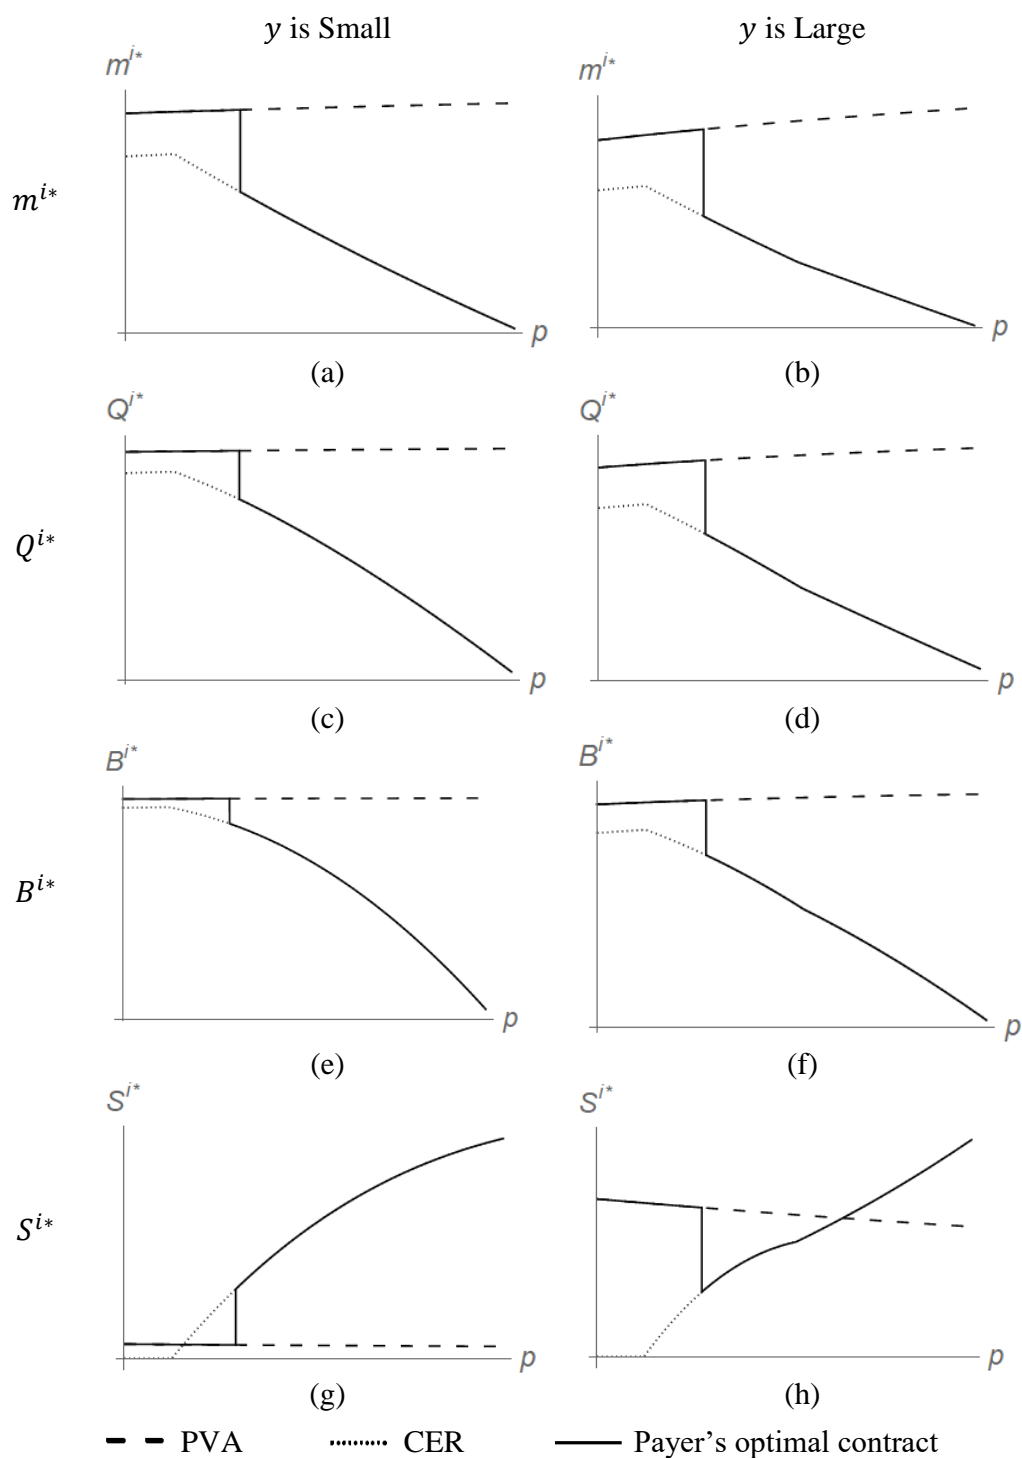 y is Small y is Large
m^{i*} m^{i*}
m^{i*}
p p
(a) (b)
Q^{i*} Q^{i*}
Q^{i*}
p p
(c) (d)
B^{i*} B^{i*}
B^{i*}
p p
(e) (f)
S^{i*} S^{i*}
S^{i*}
p p
(g) (h)
PVA CER Payer's optimal contract